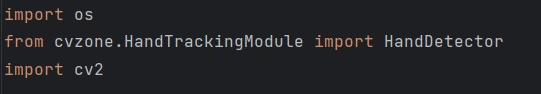 import os
from cvzone.HandTrackingModule import HandDetector
import cv2